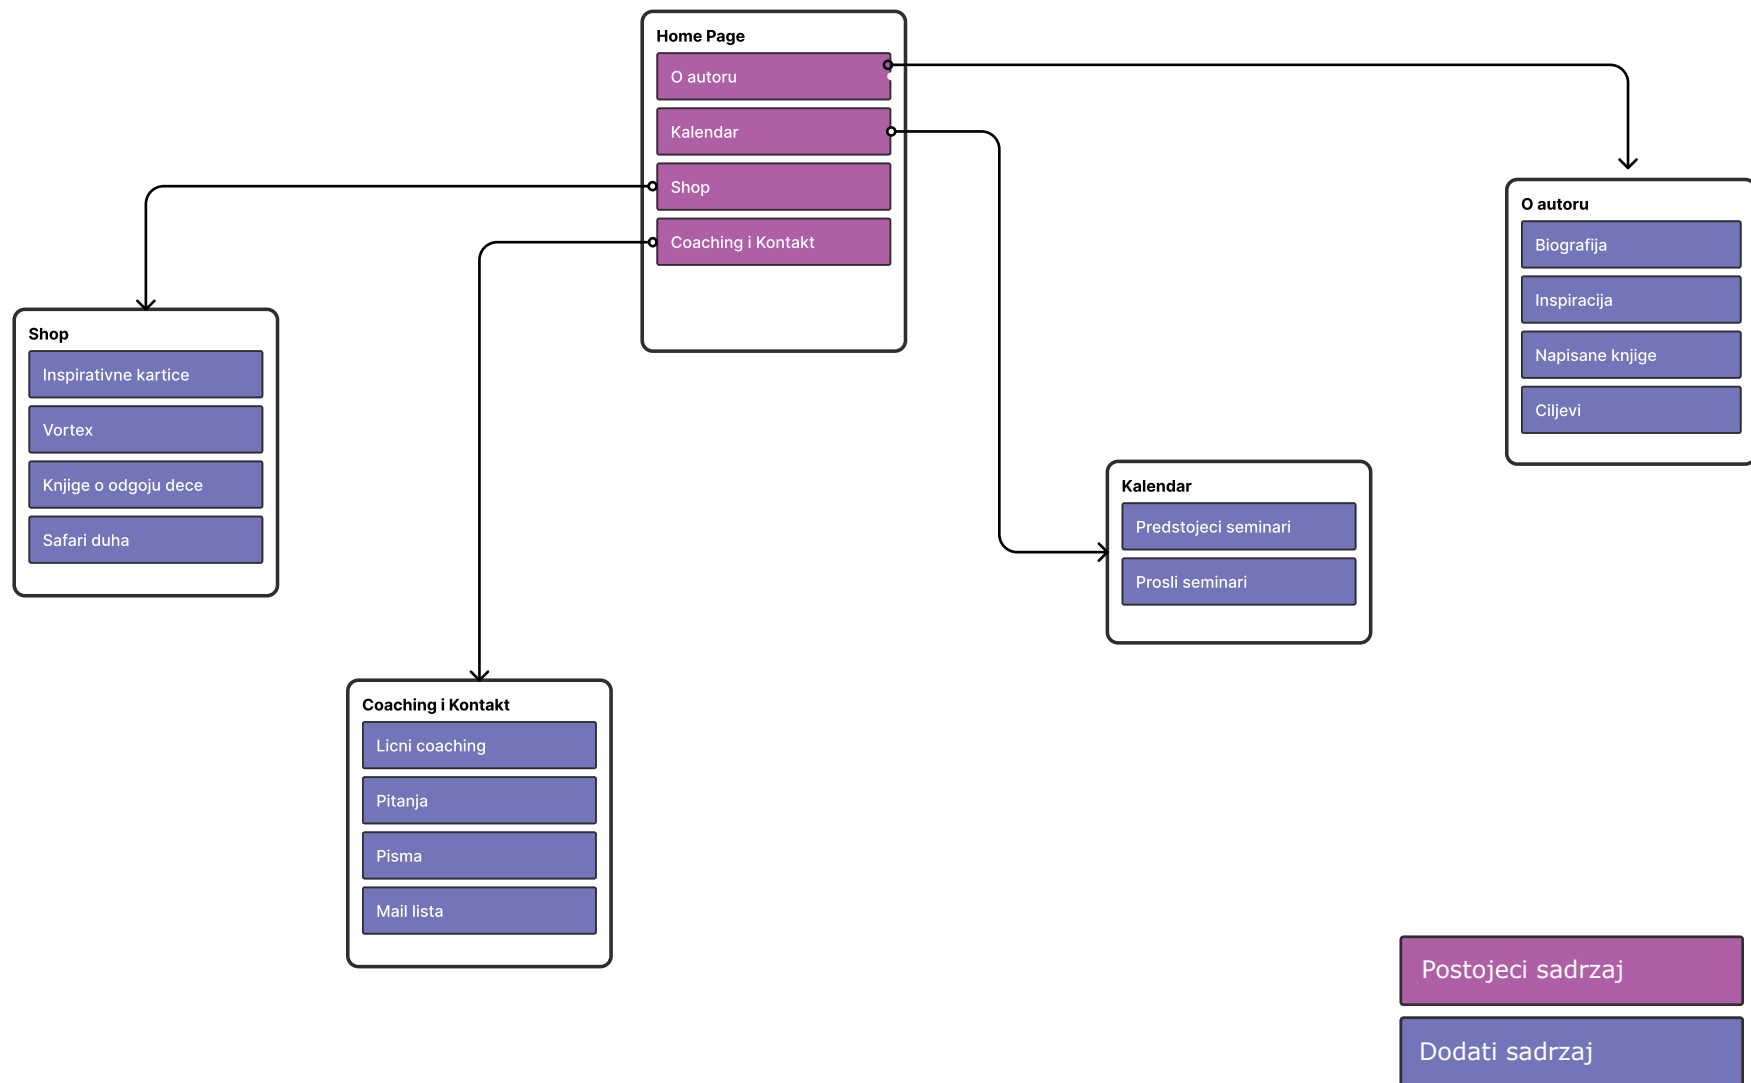 Home Page
O autoru
Kalendar
Shop
Coaching i Kontakt
O autoru
Biografija
Inspiracija
Napisane knjige
Ciljevi
Shop
Inspirativne kartice
Vortex
Knjige o odgoju dece
Safari duha
Kalendar
Predstojeci seminari
Prosli seminari
Coaching i Kontakt
Licni coaching
Pitanja
Pisma
Mail lista
Postojeci sadrzaj
Dodati sadrzaj